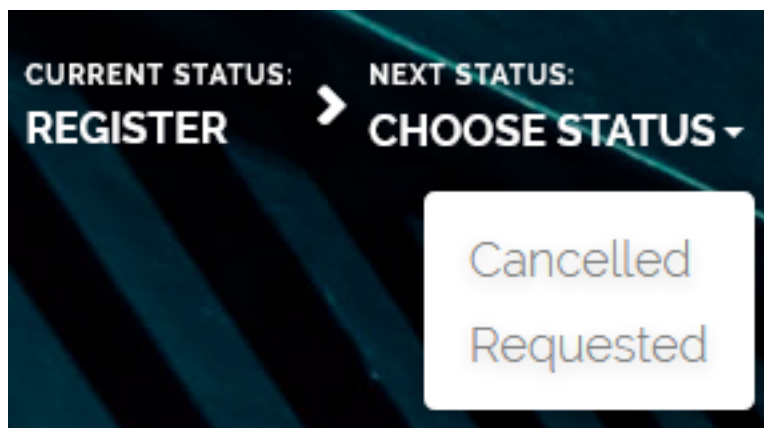 CURRENT STATUS:
REGISTER
NEXT STATUS:
CHOOSE STATUS
Cancelled
Requested